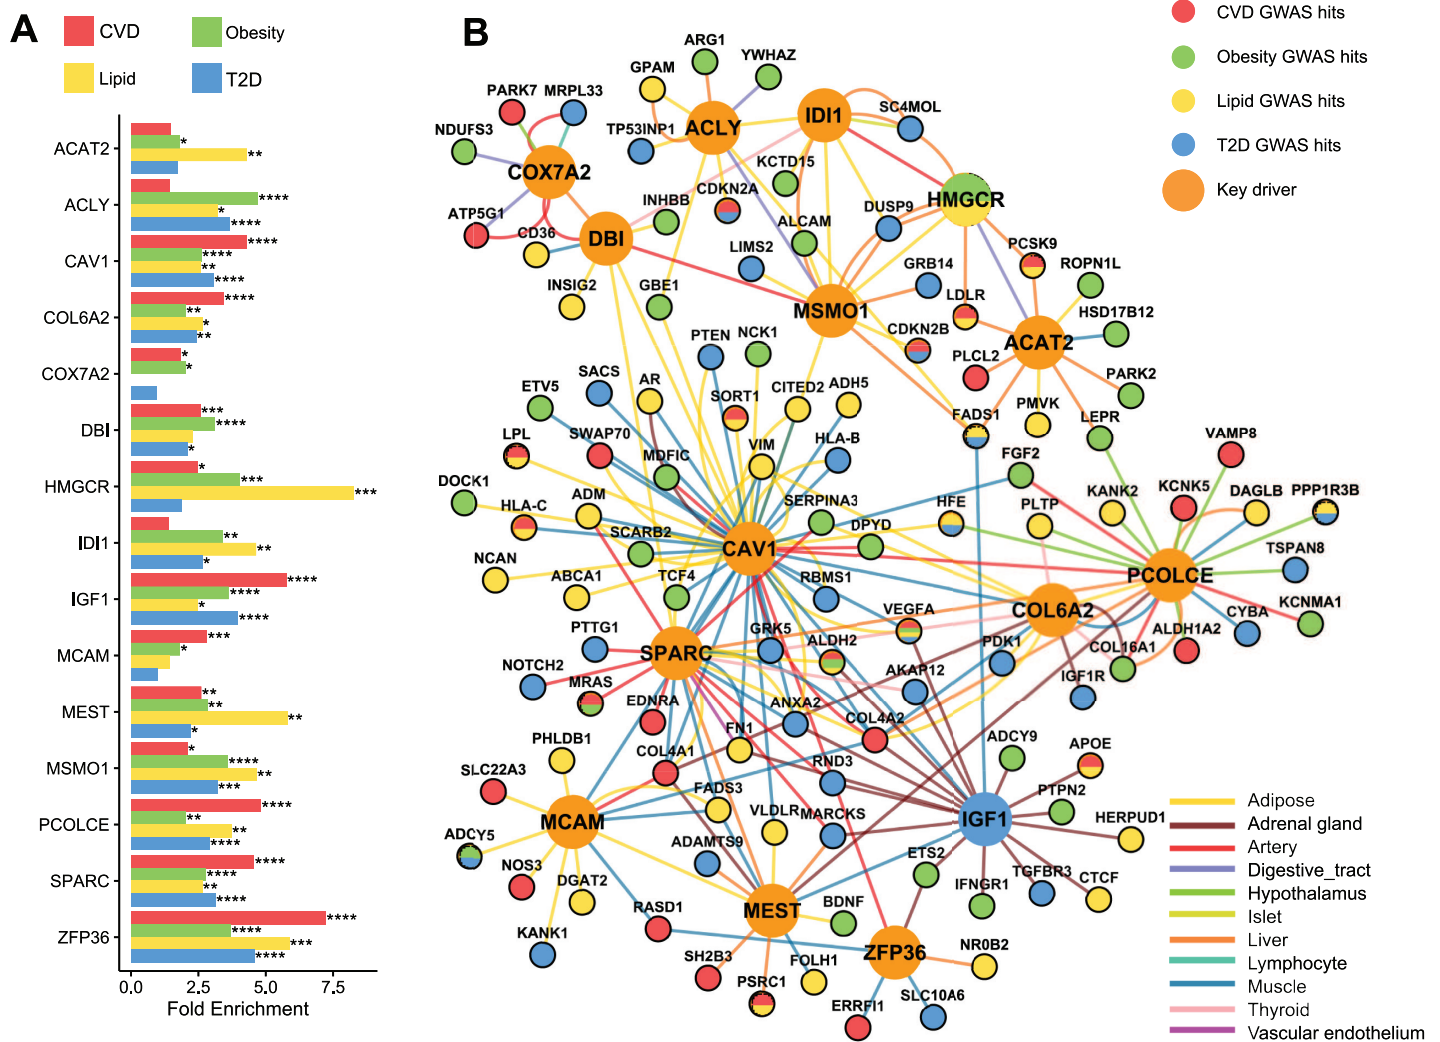 A
CVD
Obesity
Lipid
T2D
ACAT2
*
**
ACLY
****
*
****
CAV1
****
****
**
****
COL6A2
****
**
*
**
COX7A2
*
*
DBI
***
****
*
HMGCR
*
***
***
IDI1
**
**
*
IGF1
****
****
*
****
MCAM
***
*
MEST
**
**
**
*
MSMO1
*
****
**
***
PCOLCE
****
**
**
****
SPARC
****
****
**
****
ZFP36
****
****
***
****
0.0 2.5 5.0 7.5
Fold Enrichment
B
CVD GWAS hits
Obesity GWAS hits
Lipid GWAS hits
T2D GWAS hits
Key driver
ARG1
YWHAZ
GPAM
PARK7 MRPL33
IDI1
SC4MOL
NDUFS3
TP53INP1
ACLY
COX7A2
KCTD15
CDKN2A
HMGCR
INHBB
ATP5G1
CD36
DBI
ALCAM
DUSP9
PCSK9
LIMS2
ROPN1L
GRB14
INSIG2
GBE1
MSMO1
LDLR
HSD17B12
CDKN2B
ACAT2
PTEN
NCK1
PLCL2
PARK2
ETV5
SACS
AR
SORT1
CITED2
ADH5
FADS1
PMVK
LEPR
LPL
SWAP70
VIM
HLA-B
VAMP8
MDFIC
FGF2
DOCK1
HLA-C
ADM
SERPINA3
HFE
PLTP
KANK2
KCNK5
DAGLB
PPP1R3B
SCARB2
CAV1
DPYD
NCAN
ABCA1
TCF4
RBMS1
PCOLCE
TSPAN8
COL6A2
KCNMA1
VEGFA
CYBA
PTTG1
GRK5
ALDH2
PDK1
ALDH1A2
SPARC
COL16A1
NOTCH2
MRAS
AKAP12
IGF1R
EDNRA
ANXA2
COL4A2
FN1
ADCY9
APOE
PHLDB1
COL4A1
RND3
SLC22A3
FADS3
PTPN2
VLDLR
MARCKS
MCAM
IGF1
HERPUD1
ADCY5
ADAMTS9
NOS3
DGAT2
ETS2
IFNGR1
TGFBR3
CTCF
RASD1
MEST
BDNF
KANK1
ZFP36
NR0B2
SH2B3
FOLH1
PSRC1
ERRFI1
SLC10A6
Adipose
Adrenal gland
Artery
Digestive_tract
Hypothalamus
Islet
Liver
Lymphocyte
Muscle
Thyroid
Vascular endothelium